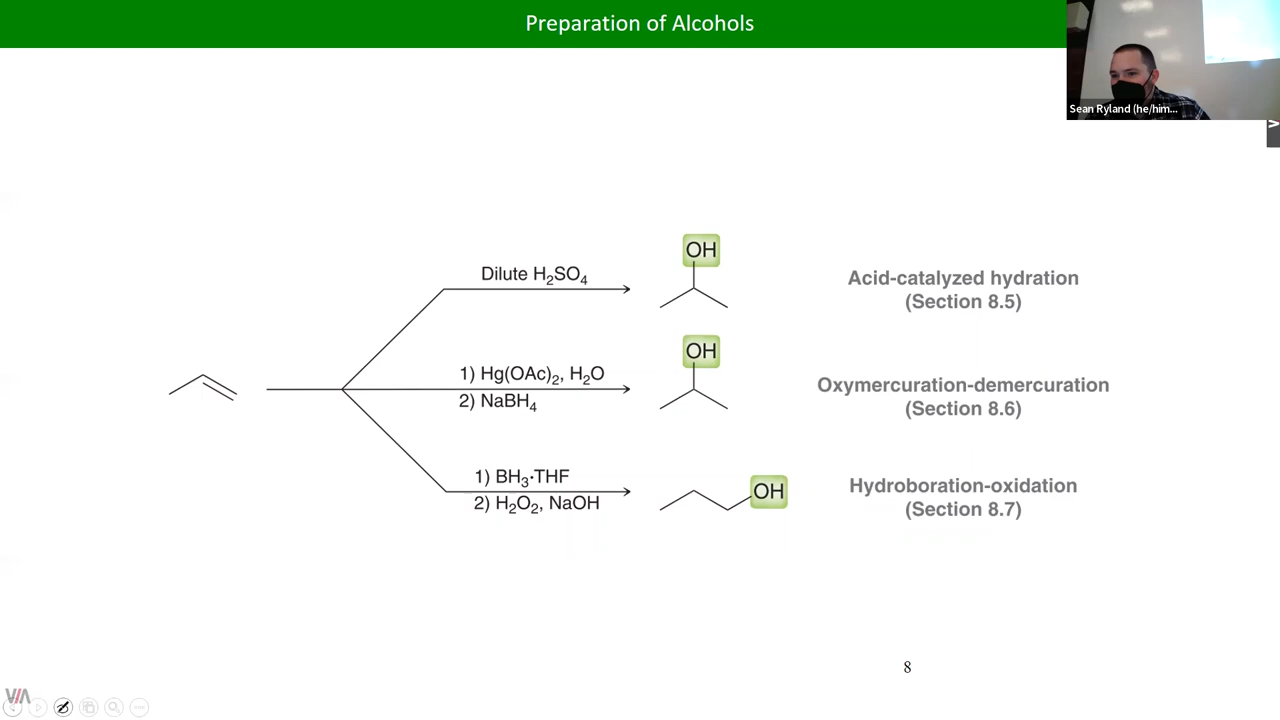 Preparation of Alcohols
Sean Ryland (he/him...
OH
Dilute H₂SO₄
Acid-catalyzed hydration
(Section 8.5)
OH
1) Hg(OAc)₂, H₂O
2) NaBH₄
Oxymercuration-demercuration
(Section 8.6)
1) BH₃·THF
2) H₂O₂, NaOH
OH
Hydroboration-oxidation
(Section 8.7)
8
VIA